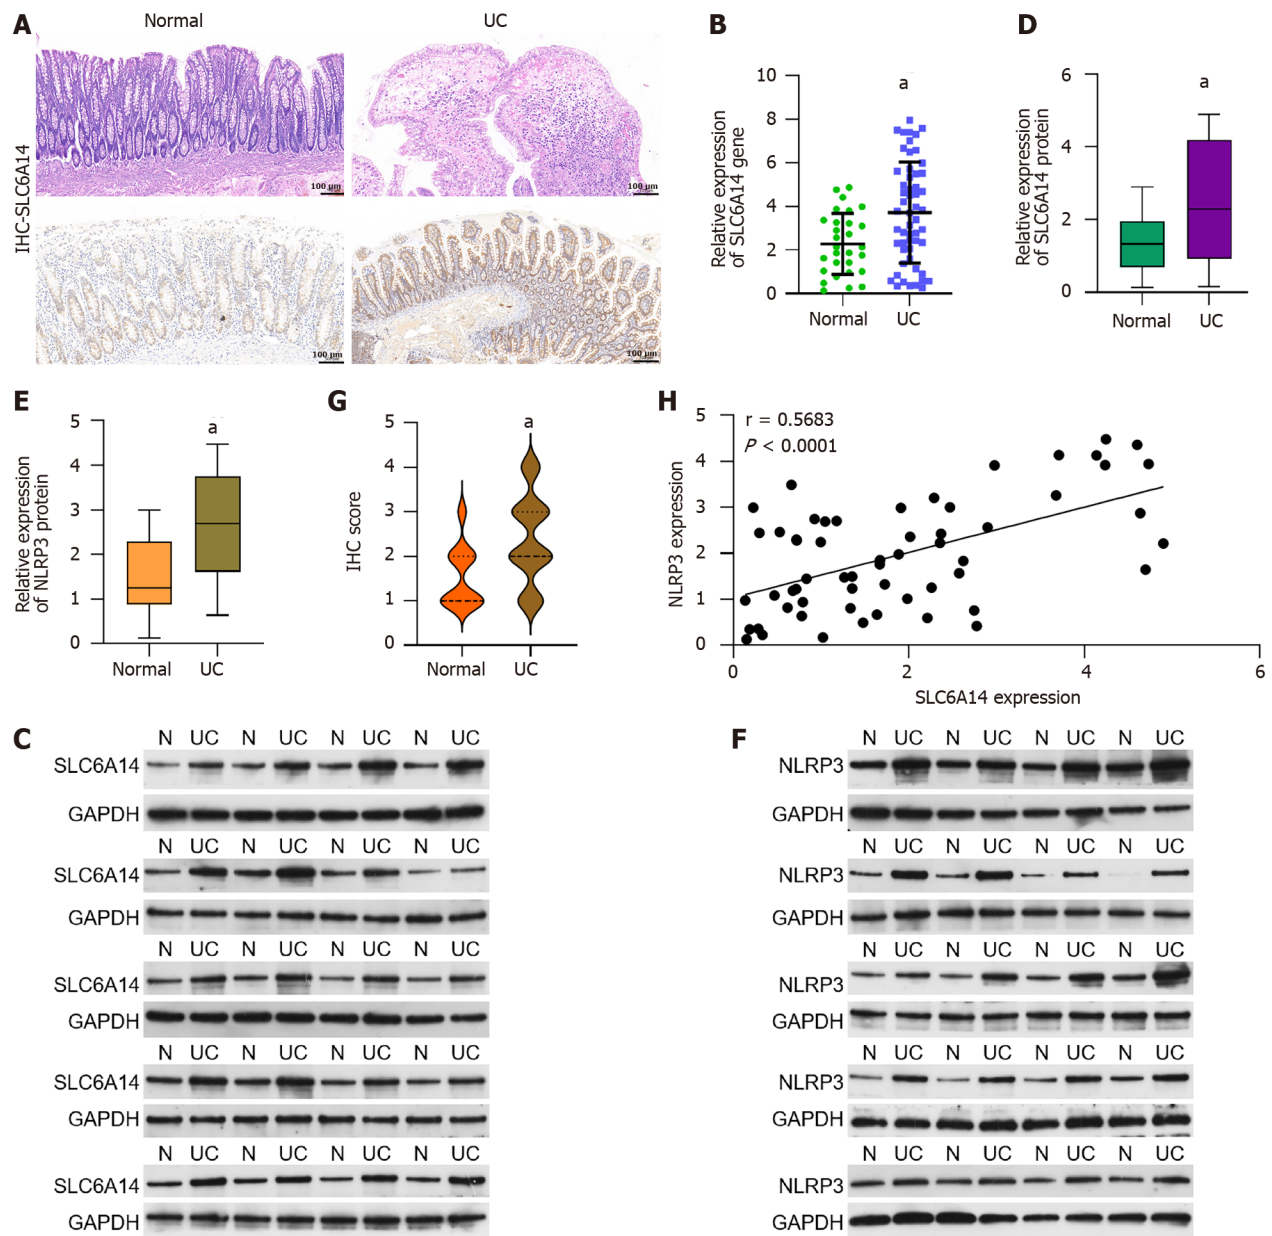 A
Normal
UC
IHC-SLC6A14
100 μm
100 μm
100 μm
100 μm
B
Relative expression
of SLC6A14 gene
10
8
6
4
2
0
a
Normal
UC
D
Relative expression
of SLC6A14 protein
6
4
2
0
a
Normal
UC
E
Relative expression
of NLRP3 protein
5
4
3
2
1
0
a
Normal
UC
G
IHC score
5
4
3
2
1
0
a
Normal
UC
H
NLRP3 expression
5
4
3
2
1
0
r = 0.5683
P < 0.0001
0
2
4
6
SLC6A14 expression
C
N UC N UC N UC N UC
SLC6A14
GAPDH
N UC N UC N UC N UC
SLC6A14
GAPDH
N UC N UC N UC N UC
SLC6A14
GAPDH
N UC N UC N UC N UC
SLC6A14
GAPDH
N UC N UC N UC N UC
SLC6A14
GAPDH
F
N UC N UC N UC N UC
NLRP3
GAPDH
N UC N UC N UC N UC
NLRP3
GAPDH
N UC N UC N UC N UC
NLRP3
GAPDH
N UC N UC N UC N UC
NLRP3
GAPDH
N UC N UC N UC N UC
NLRP3
GAPDH